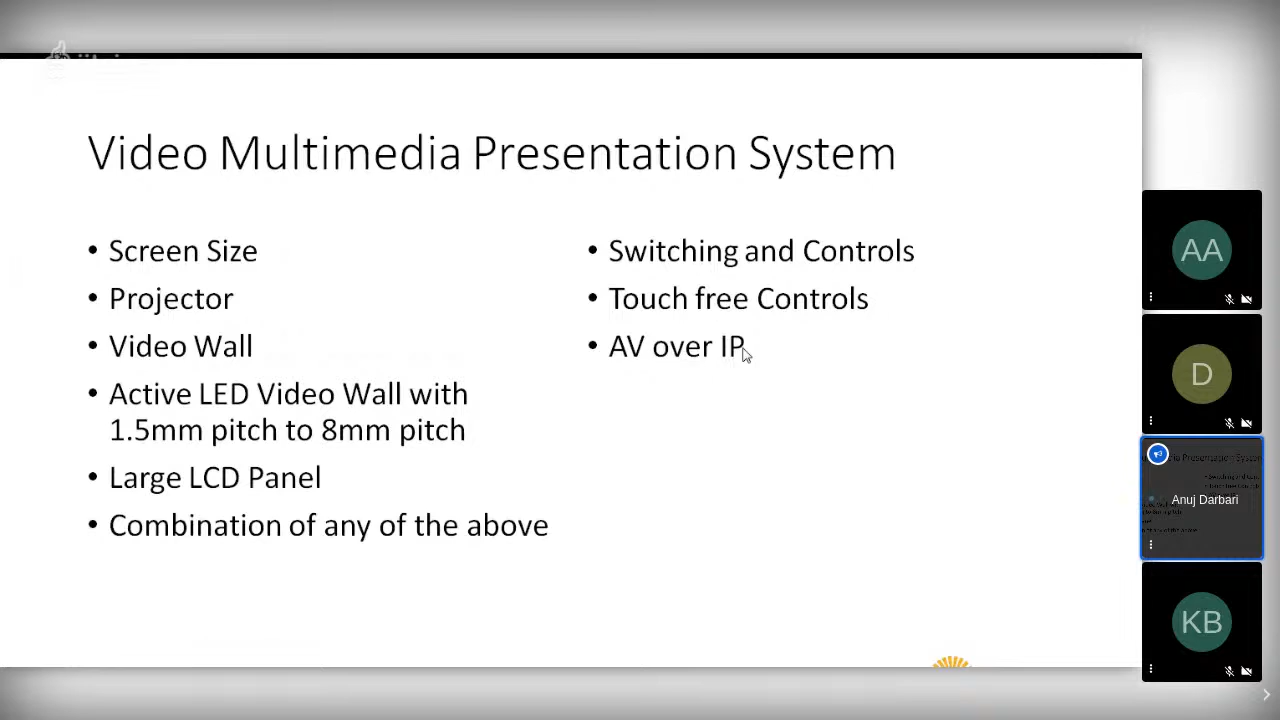 Video Multimedia Presentation System
• Screen Size
• Projector
• Video Wall
• Active LED Video Wall with
1.5mm pitch to 8mm pitch
• Large LCD Panel
• Combination of any of the above
• Switching and Controls
• Touch free Controls
• AV over IP
AA
D
Anuj Darbari
KB